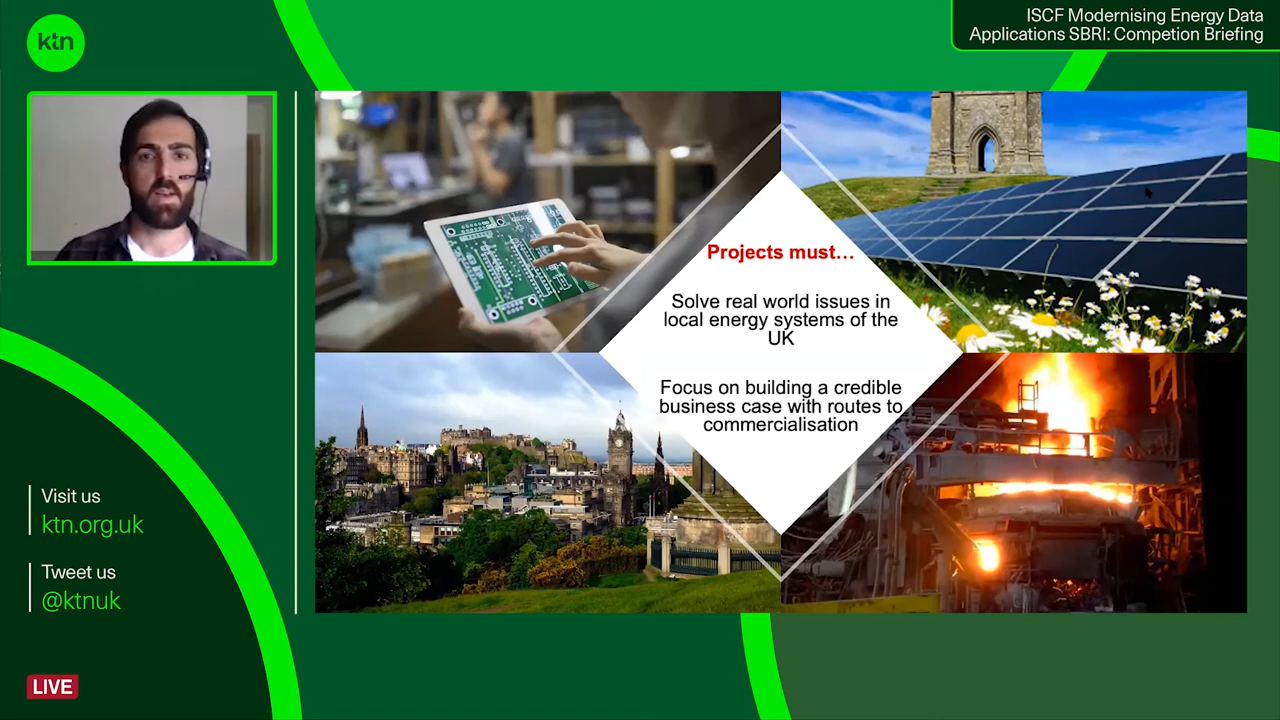 ktn
ISCF Modernising Energy Data
Applications SBRI: Competion Briefing
Projects must…
Solve real world issues in
local energy systems of the
UK
Focus on building a credible
business case with routes to
commercialisation
Visit us
ktn.org.uk
Tweet us
@ktnuk
LIVE